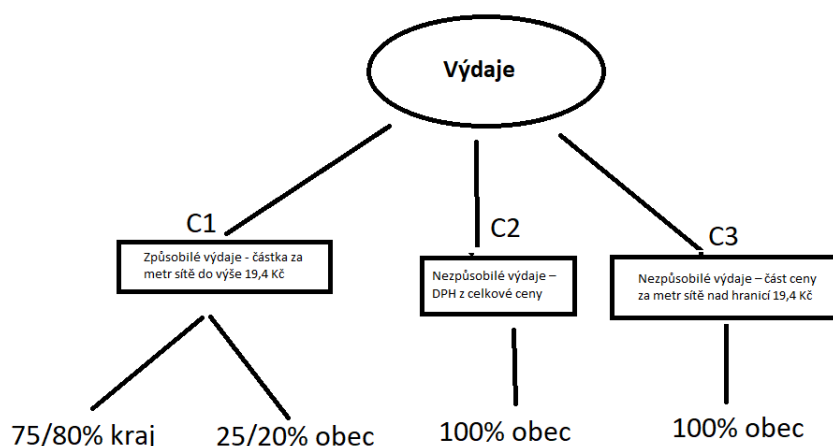 Výdaje
C1
C2
C3
Způsobilé výdaje - částka za
metr sítě do výše 19,4 Kč
Nezpůsobilé výdaje –
DPH z celkové ceny
Nezpůsobilé výdaje – část ceny
za metr sítě nad hranicí 19,4 Kč
75/80% kraj
25/20% obec
100% obec
100% obec